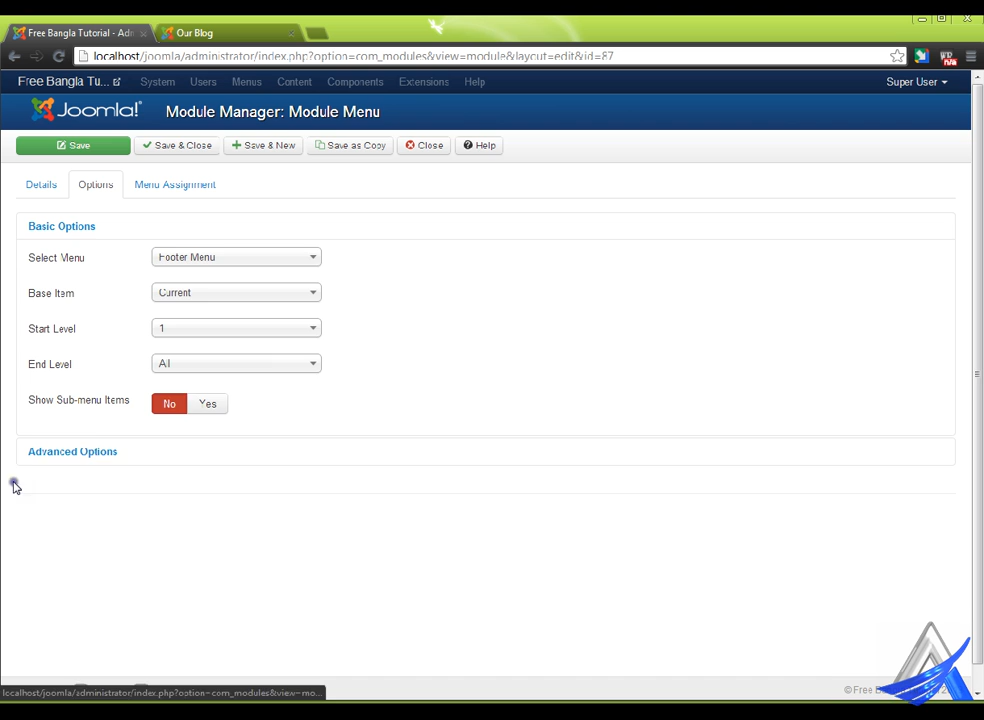 Free Bangla Tutorial - Adn
Our Blog
localhost/joomla/administrator/index.php?option=com_modules&view=module&layout=edit&id=87
Free Bangla Tu... System Users Menus Content Components Extensions Help Super User
Joomla!® Module Manager: Module Menu
Save Save & Close Save & New Save as Copy Close Help
Details Options Menu Assignment
Basic Options
Select Menu Footer Menu
Base Item Current
Start Level 1
End Level All
Show Sub-menu Items No Yes
Advanced Options
localhost/joomla/administrator/index.php?option=com_modules&view=mo...
© Free